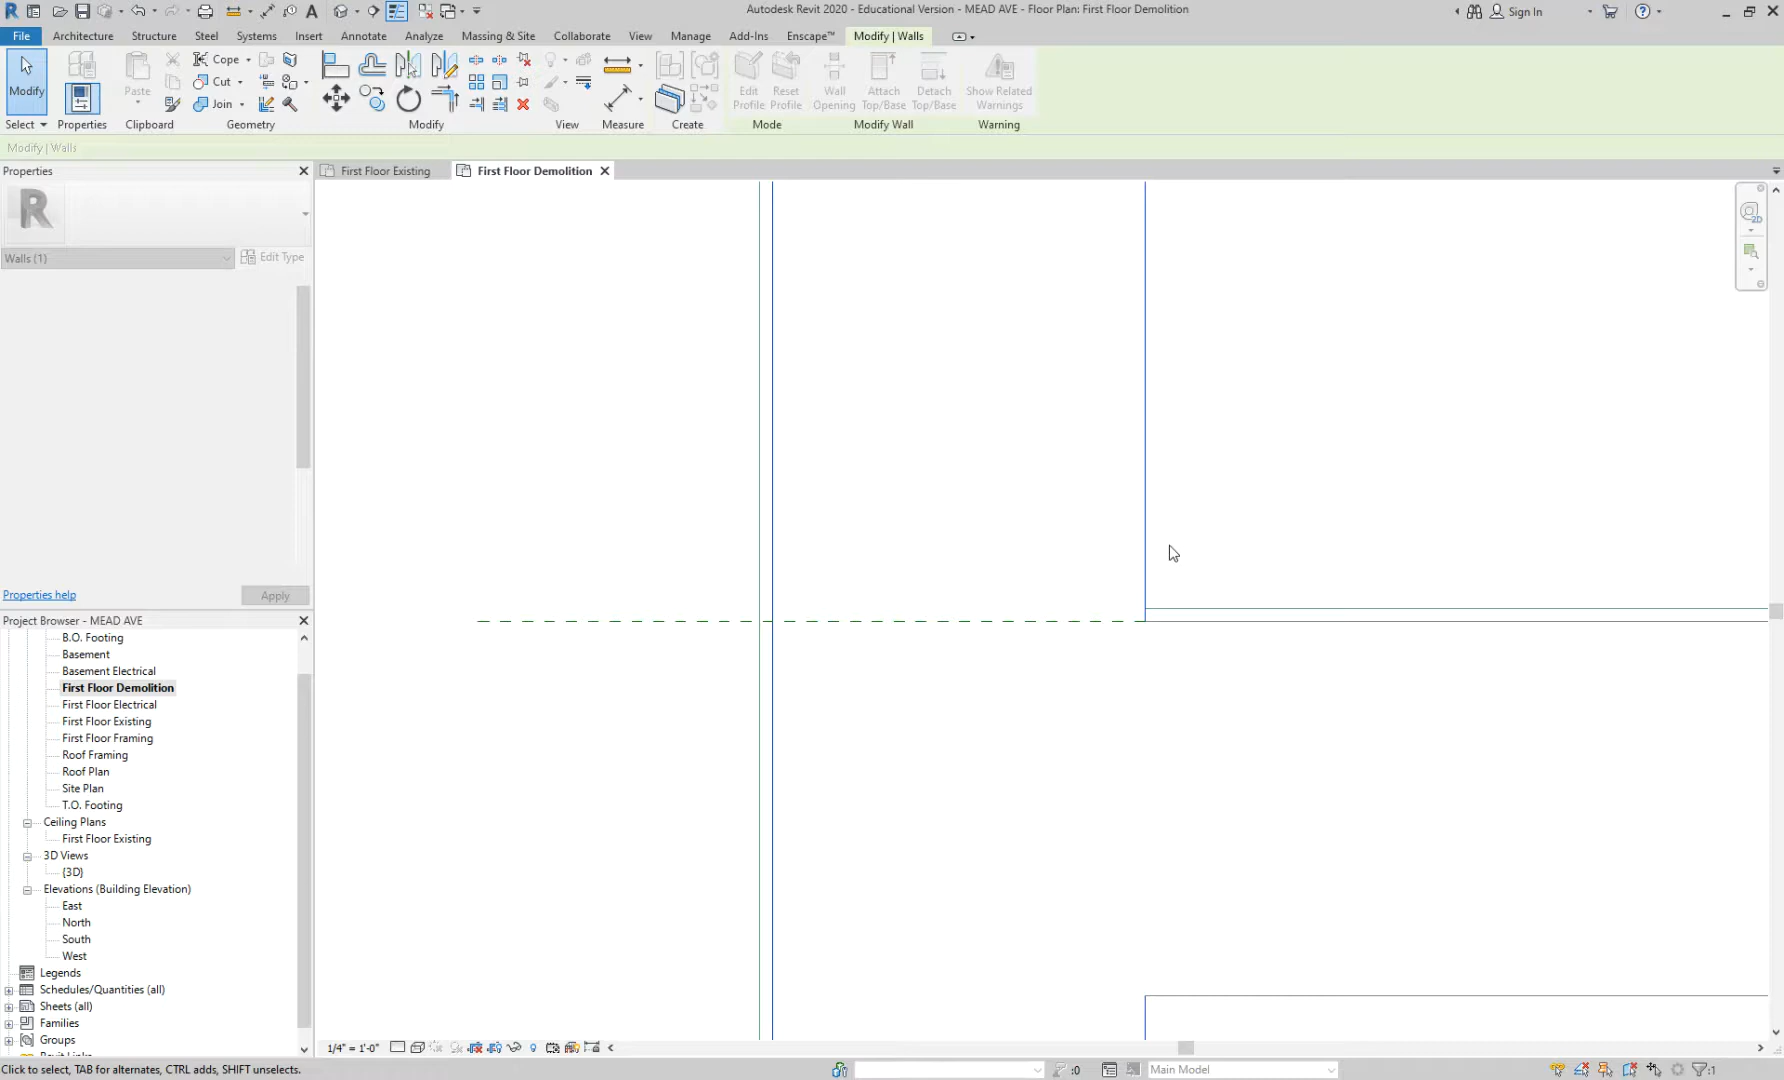 Autodesk Revit 2020 - Educational Version - MEAD AVE - Floor Plan: First Floor Demolition
Sign In
File Architecture Structure Steel Systems Insert Annotate Analyze Massing & Site Collaborate View Manage Add-Ins Enscape™ Modify | Walls
Modify
Select
Properties
Paste
Clipboard
Cope
Cut
Join
Geometry
Modify
View
Measure
Create
Edit Profile
Reset Profile
Mode
Wall Opening
Attach Top/Base
Detach Top/Base
Modify Wall
Show Related Warnings
Warning
Modify | Walls
Properties
First Floor Existing
First Floor Demolition
R
Walls (1)
Edit Type
2D
Properties help
Apply
Project Browser - MEAD AVE
B.O. Footing
Basement
Basement Electrical
First Floor Demolition
First Floor Electrical
First Floor Existing
First Floor Framing
Roof Framing
Roof Plan
Site Plan
T.O. Footing
Ceiling Plans
First Floor Existing
3D Views
{3D}
Elevations (Building Elevation)
East
North
South
West
Legends
Schedules/Quantities (all)
Sheets (all)
Families
Groups
Revit Links
1/4" = 1'-0"
Click to select, TAB for alternates, CTRL adds, SHIFT unselects.
:0
Main Model
:1